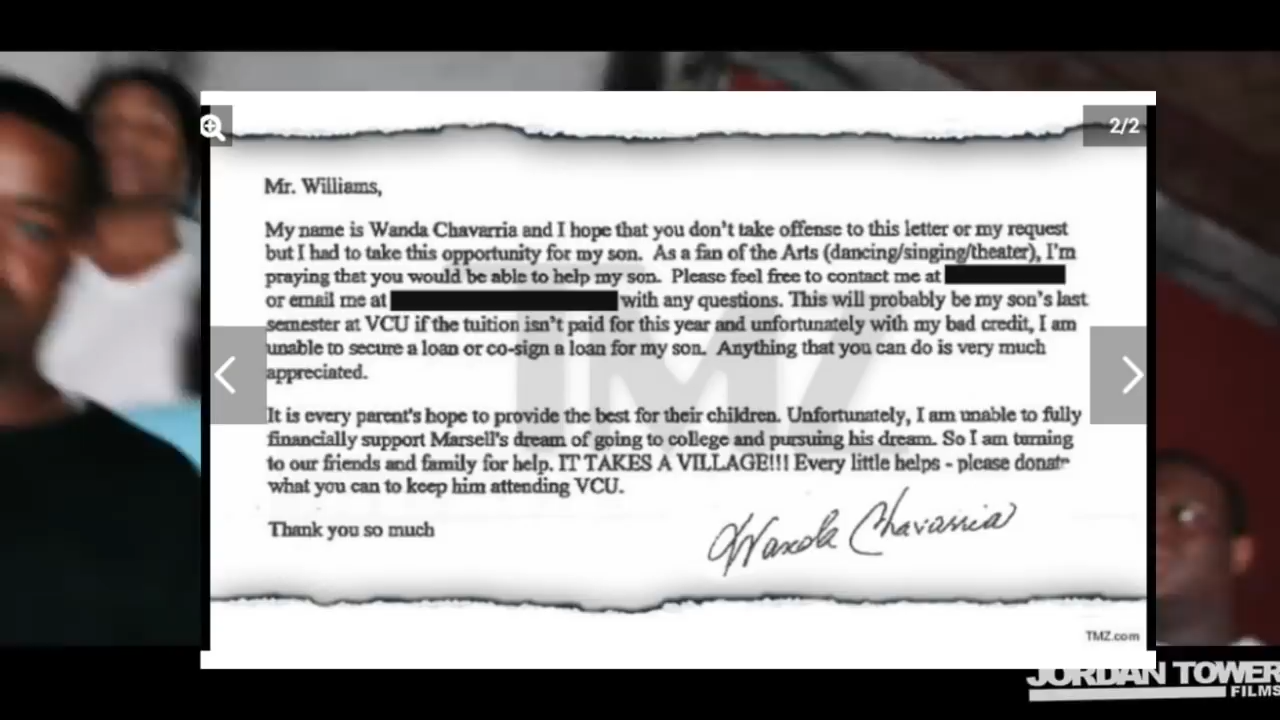 2/2
Mr. Williams,
My name is Wanda Chavarria and I hope that you don't take offense to this letter or my request
but I had to take this opportunity for my son. As a fan of the Arts (dancing/singing/theater), I'm
praying that you would be able to help my son. Please feel free to contact me at
or email me at with any questions. This will probably be my son's last
semester at VCU if the tuition isn't paid for this year and unfortunately with my bad credit, I am
unable to secure a loan or co-sign a loan for my son. Anything that you can do is very much
appreciated.
It is every parent's hope to provide the best for their children. Unfortunately, I am unable to fully
financially support Marsell's dream of going to college and pursuing his dream. So I am turning
to our friends and family for help. IT TAKES A VILLAGE!!! Every little helps - please donate
what you can to keep him attending VCU.
Thank you so much
Wanda Chavarria
TMZ
TMZ.com
JORDAN TOWER
FILMS